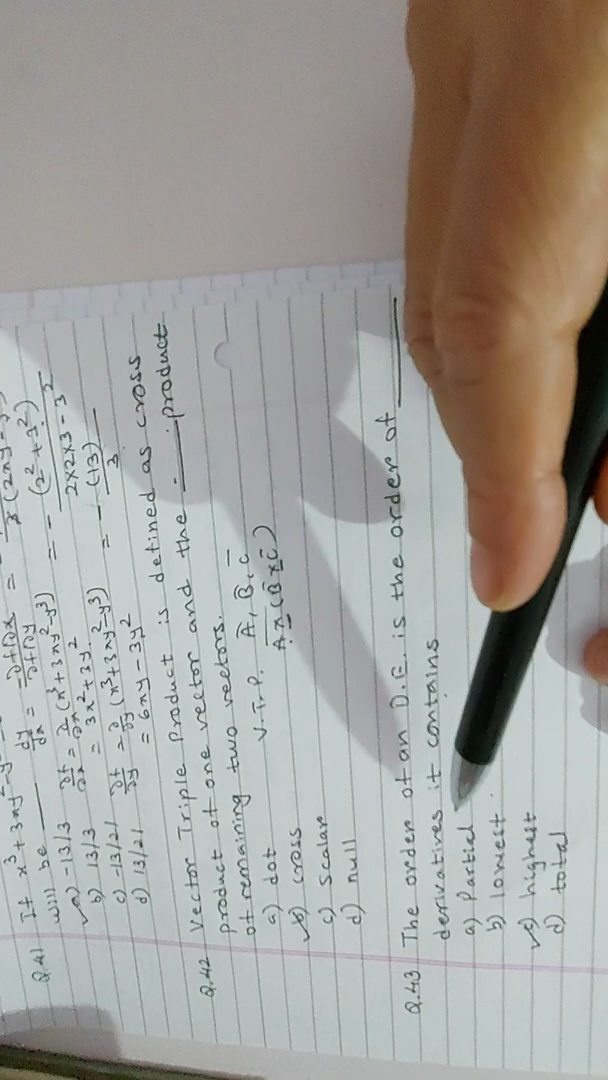 Q.41 If x³ + 3xy² - y³
will be ____ dy/dx = - ∂f/∂x / ∂f/∂y =
a) -13/3 ∂f/∂x = ∂/∂x (x³+3xy²-y³) = - (2² + 3²) / 2×2×3 - 3²
b) 13/3 = 3x² + 3y² = - (13) / 3
c) -13/21 ∂f/∂y = ∂/∂y (x³+3xy²-y³)
d) 13/21 = 6xy - 3y²
Q.42 Vector Triple product is defined as cross
product of one vector and the ____ product
of remaining two vectors.
a) dot V.T.P. A̅, B̅, C̅
b) cross A̅×(B̅×C̅)
c) scalar
d) null
Q.43 The order of an D.E. is the order of ____
derivatives it contains
a) Partial
b) lowest
c) highest
d) total